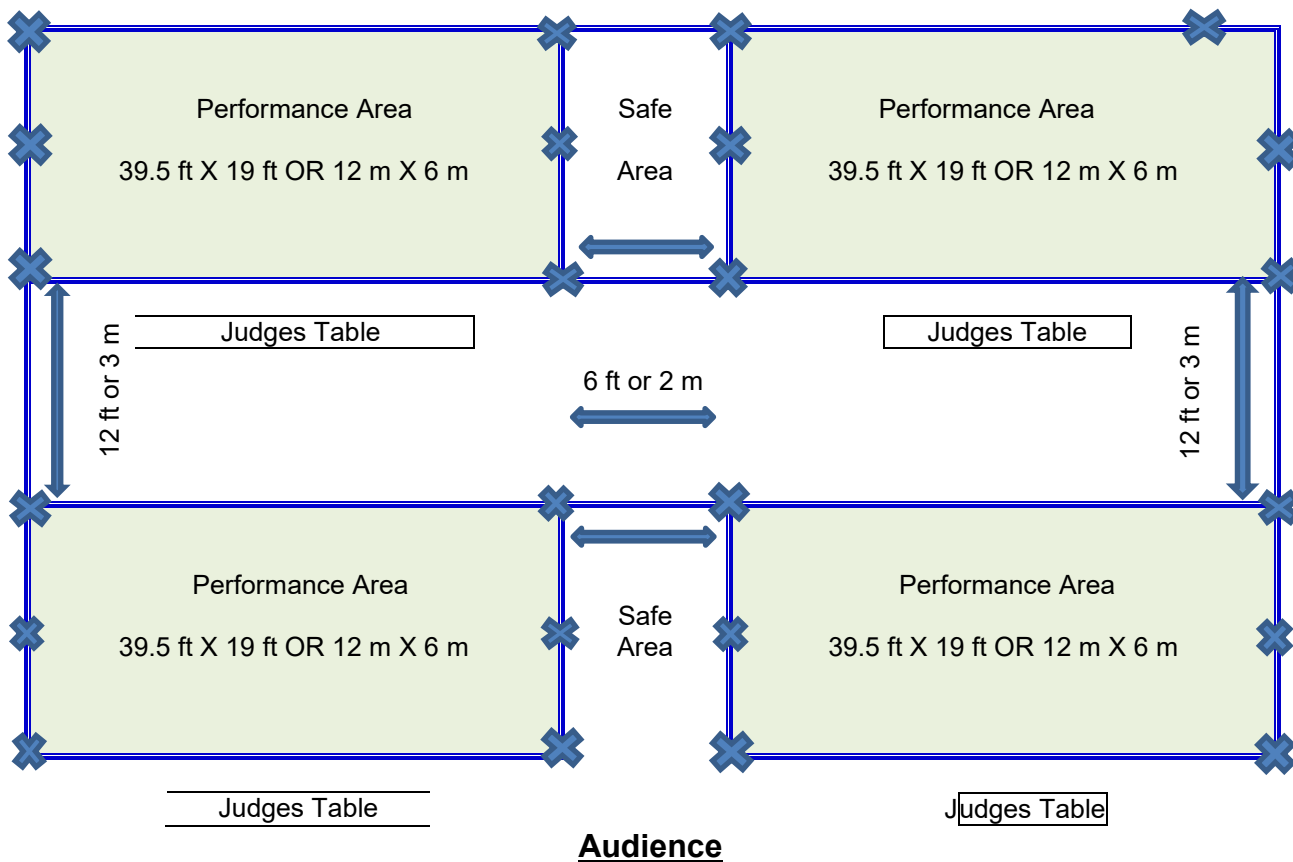 Performance Area
39.5 ft X 19 ft OR 12 m X 6 m
Safe
Area
Performance Area
39.5 ft X 19 ft OR 12 m X 6 m
12 ft or 3 m
Judges Table
6 ft or 2 m
Judges Table
12 ft or 3 m
Performance Area
39.5 ft X 19 ft OR 12 m X 6 m
Safe
Area
Performance Area
39.5 ft X 19 ft OR 12 m X 6 m
Judges Table
Judges Table
Audience